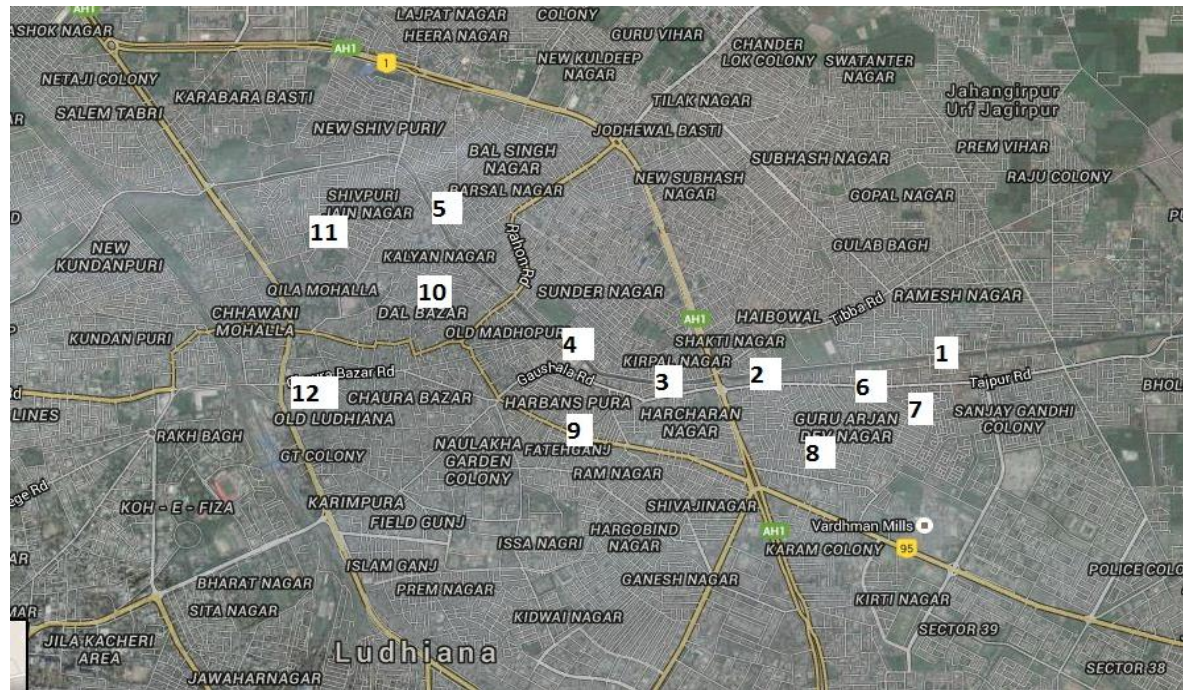 AH1
ASHOK NAGAR
LAJPAT NAGAR
COLONY
HEERA NAGAR
GURU VIHAR
AH1
1
CHANDER
LOK COLONY
NEW KULDEEP
NAGAR
SWATANTER
NAGAR
NETAJI COLONY
KARABARA BASTI
SALEM TABRI
TILAK NAGAR
Jahangirpur
Urf Jagirpur
NEW SHIV PURI/
JODHEWAL BASTI
BAL SINGH
NAGAR
SUBHASH NAGAR
PREM VIHAR
NEW SUBHASH
NAGAR
RAJU COLONY
BARSAL NAGAR
SHIVPURI
JAIN NAGAR
GOPAL NAGAR
5
11
NEW
KUNDANPURI
KALYAN NAGAR
Rahon Rd
GULAB BAGH
QILA MOHALLA
10
SUNDER NAGAR
RAMESH NAGAR
DAL BAZAR
CHHAWANI
MOHALLA
AH1
HAIBOWAL
Tibba Rd
KUNDAN PURI
OLD MADHOPUR
4
SHAKTI NAGAR
1
KIRPAL NAGAR
Gaushala Rd
3
2
6
Tajpur Rd
Bazar Rd
12
CHAURA BAZAR
HARBANS PURA
7
OLD LUDHIANA
HARCHARAN
NAGAR
GURU ARJAN
DEV NAGAR
SANJAY GANDHI
COLONY
LINES
RAKH BAGH
9
NAULAKHA
GARDEN
COLONY
FATEHGANJ
8
GT COLONY
RAM NAGAR
KOH - E - FIZA
KARIMPURA
SHIVAJINAGAR
FIELD GUNJ
Vardhman Mills
AH1
ISSA NAGRI
HARGOBIND
NAGAR
KARAM COLONY
95
ISLAM GANJ
POLICE COLO
BHARAT NAGAR
PREM NAGAR
GANESH NAGAR
KIRTI NAGAR
SITA NAGAR
KIDWAI NAGAR
SECTOR 39
JILA KACHERI
AREA
Ludhiana
SECTOR 38
JAWAHARNAGAR